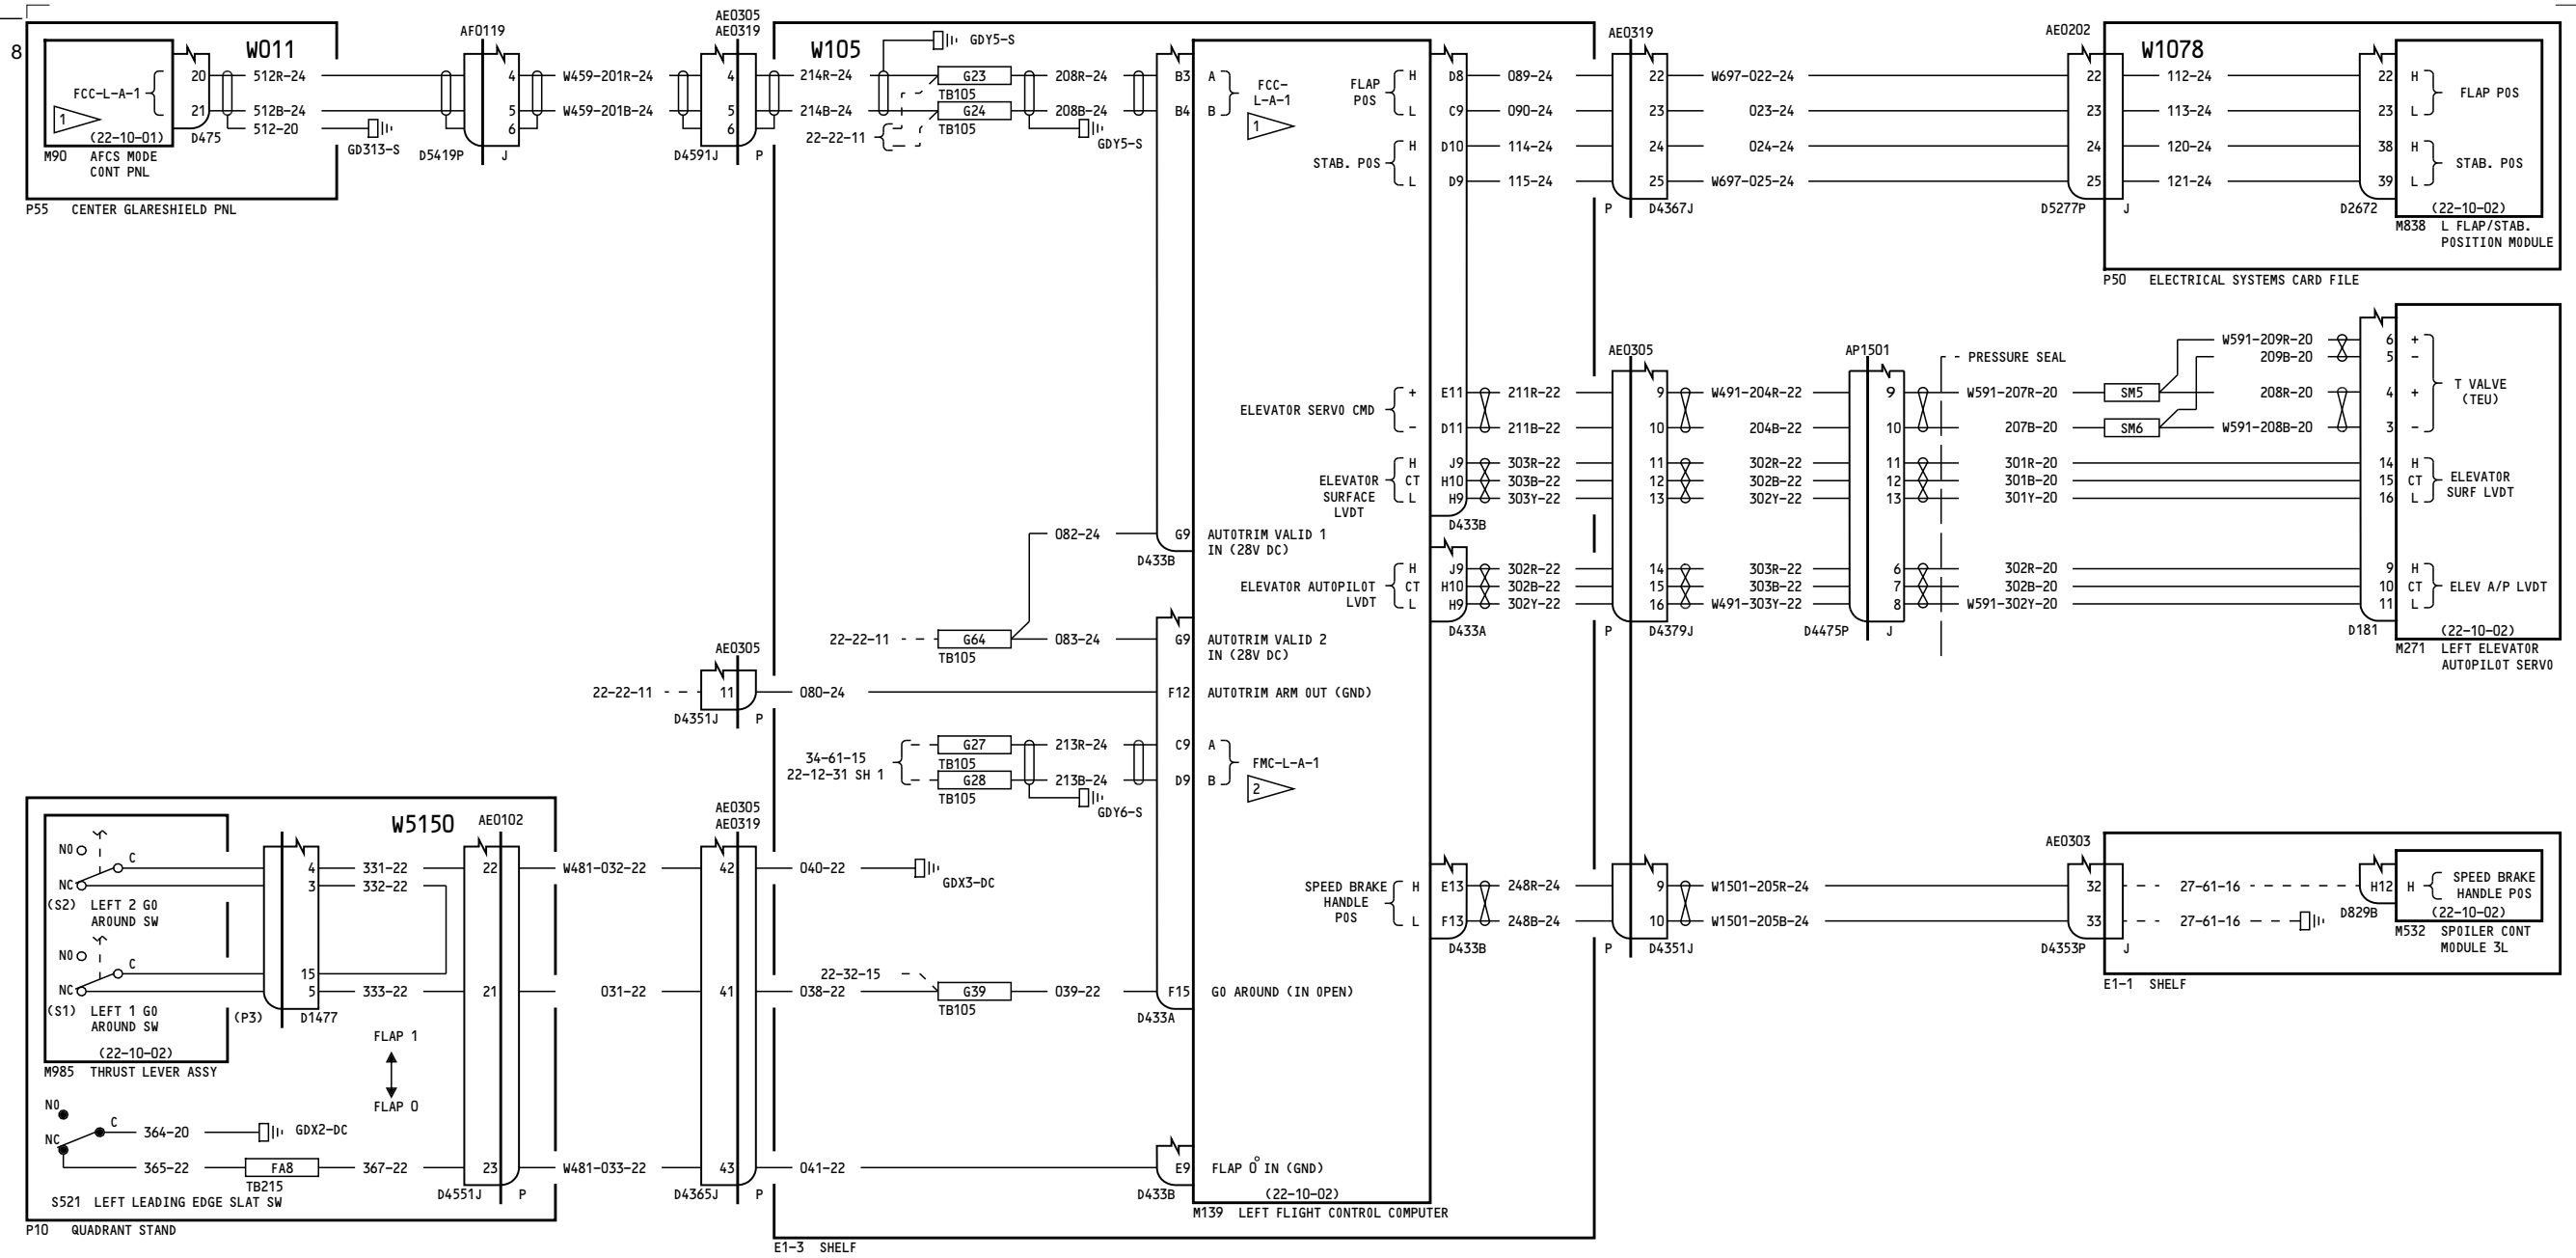 8
W011
FCC-L-A-1
1
(22-10-01)
M90 AFCS MODE
CONT PNL
20
21
D475
512R-24
512B-24
512-20
GD313-S
P55 CENTER GLARESHIELD PNL
AF0119
4
5
6
D5419P J
W459-201R-24
W459-201B-24
AE0305
AE0319
4
5
6
D4591J P
W105
214R-24
214B-24
22-22-11
GDY5-S
G23
TB105
G24
TB105
208R-24
208B-24
GDY5-S
B3 A
B4 B
FCC-
L-A-1
1
FLAP
POS
H
L
STAB. POS
H
L
D8
C9
D10
D9
089-24
090-24
114-24
115-24
AE0319
22
23
24
25
P D4367J
W697-022-24
023-24
024-24
W697-025-24
AE0202
22
23
24
25
D5277P J
W1078
112-24
113-24
120-24
121-24
22 H
23 L
FLAP POS
38 H
39 L
STAB. POS
D2672
(22-10-02)
M838 L FLAP/STAB.
POSITION MODULE
P50 ELECTRICAL SYSTEMS CARD FILE
ELEVATOR SERVO CMD
+
-
E11
D11
211R-22
211B-22
AE0305
9
10
W491-204R-22
204B-22
AP1501
9
10
PRESSURE SEAL
W591-207R-20
207B-20
SM5
SM6
W591-209R-20
209B-20
208R-20
W591-208B-20
6 +
5 -
4 +
3 -
T VALVE
(TEU)
ELEVATOR
SURFACE
LVDT
H
CT
L
J9
H10
H9
D433B
303R-22
303B-22
303Y-22
11
12
13
302R-22
302B-22
302Y-22
11
12
13
301R-20
301B-20
301Y-20
14 H
15 CT
16 L
ELEVATOR
SURF LVDT
082-24
G9
D433B
AUTOTRIM VALID 1
IN (28V DC)
ELEVATOR AUTOPILOT
LVDT
H
CT
L
J9
H10
H9
D433A
302R-22
302B-22
302Y-22
14
15
16
P D4379J
303R-22
303B-22
W491-303Y-22
6
7
8
D4475P J
302R-20
302B-20
W591-302Y-20
9 H
10 CT
11 L
ELEV A/P LVDT
D181
(22-10-02)
M271 LEFT ELEVATOR
AUTOPILOT SERVO
22-22-11
G64
TB105
083-24
G9
AUTOTRIM VALID 2
IN (28V DC)
AE0305
22-22-11
11
D4351J P
080-24
F12 AUTOTRIM ARM OUT (GND)
34-61-15
22-12-31 SH 1
G27
TB105
G28
TB105
213R-24
213B-24
GDY6-S
C9 A
D9 B
FMC-L-A-1
2
W5150
AE0102
NO
C
NC
(S2) LEFT 2 GO
AROUND SW
NO
C
NC
(S1) LEFT 1 GO
AROUND SW
(22-10-02)
M985 THRUST LEVER ASSY
4
3
15
5
(P3) D1477
331-22
332-22
333-22
22
21
23
D4551J P
FLAP 1
FLAP 0
NO
C
NC
364-20
GDX2-DC
365-22
FA8
TB215
367-22
S521 LEFT LEADING EDGE SLAT SW
P10 QUADRANT STAND
W481-032-22
031-22
W481-033-22
AE0305
AE0319
42
41
43
D4365J P
040-22
GDX3-DC
22-32-15
038-22
G39
TB105
039-22
F15
D433A
GO AROUND (IN OPEN)
041-22
E9
D433B
FLAP 0° IN (GND)
(22-10-02)
M139 LEFT FLIGHT CONTROL COMPUTER
E1-3 SHELF
SPEED BRAKE
HANDLE
POS
H
L
E13
F13
D433B
248R-24
248B-24
9
10
P D4351J
W1501-205R-24
W1501-205B-24
AE0303
32
33
D4353P J
27-61-16
27-61-16
H12 H
D829B
SPEED BRAKE
HANDLE POS
(22-10-02)
M532 SPOILER CONT
MODULE 3L
E1-1 SHELF